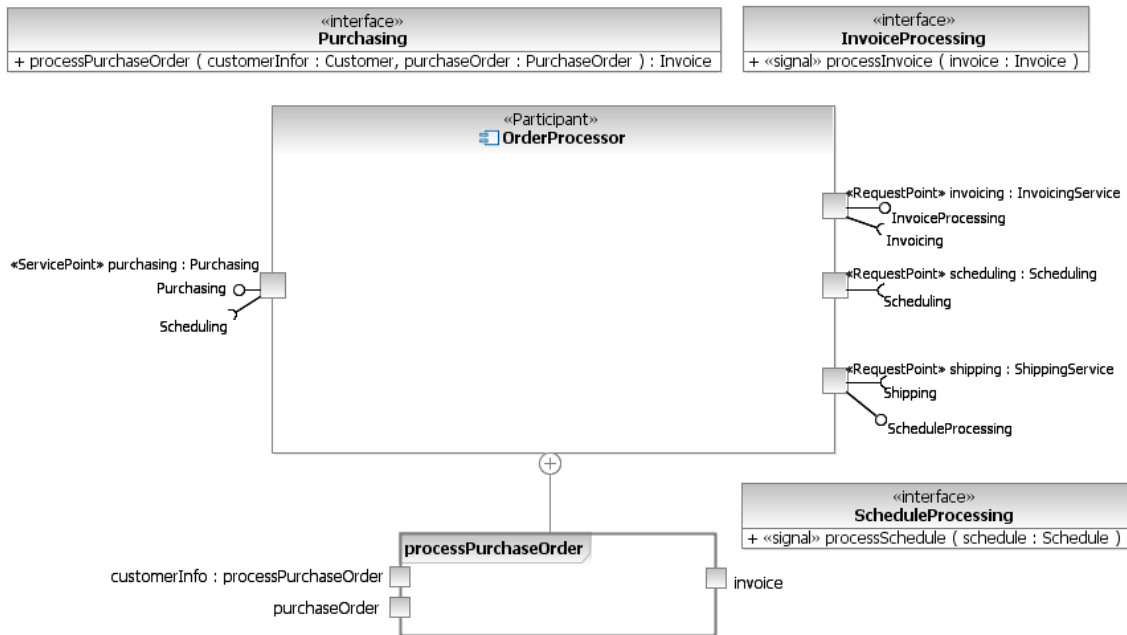 «interface»
Purchasing
+ processPurchaseOrder ( customerInfor : Customer, purchaseOrder : PurchaseOrder ) : Invoice
«interface»
InvoiceProcessing
+ «signal» processInvoice ( invoice : Invoice )
«Participant»
OrderProcessor
«ServicePoint» purchasing : Purchasing
Purchasing
Scheduling
«RequestPoint» invoicing : InvoicingService
InvoiceProcessing
Invoicing
«RequestPoint» scheduling : Scheduling
Scheduling
«RequestPoint» shipping : ShippingService
Shipping
ScheduleProcessing
«interface»
ScheduleProcessing
+ «signal» processSchedule ( schedule : Schedule )
processPurchaseOrder
customerInfo : processPurchaseOrder
purchaseOrder
invoice